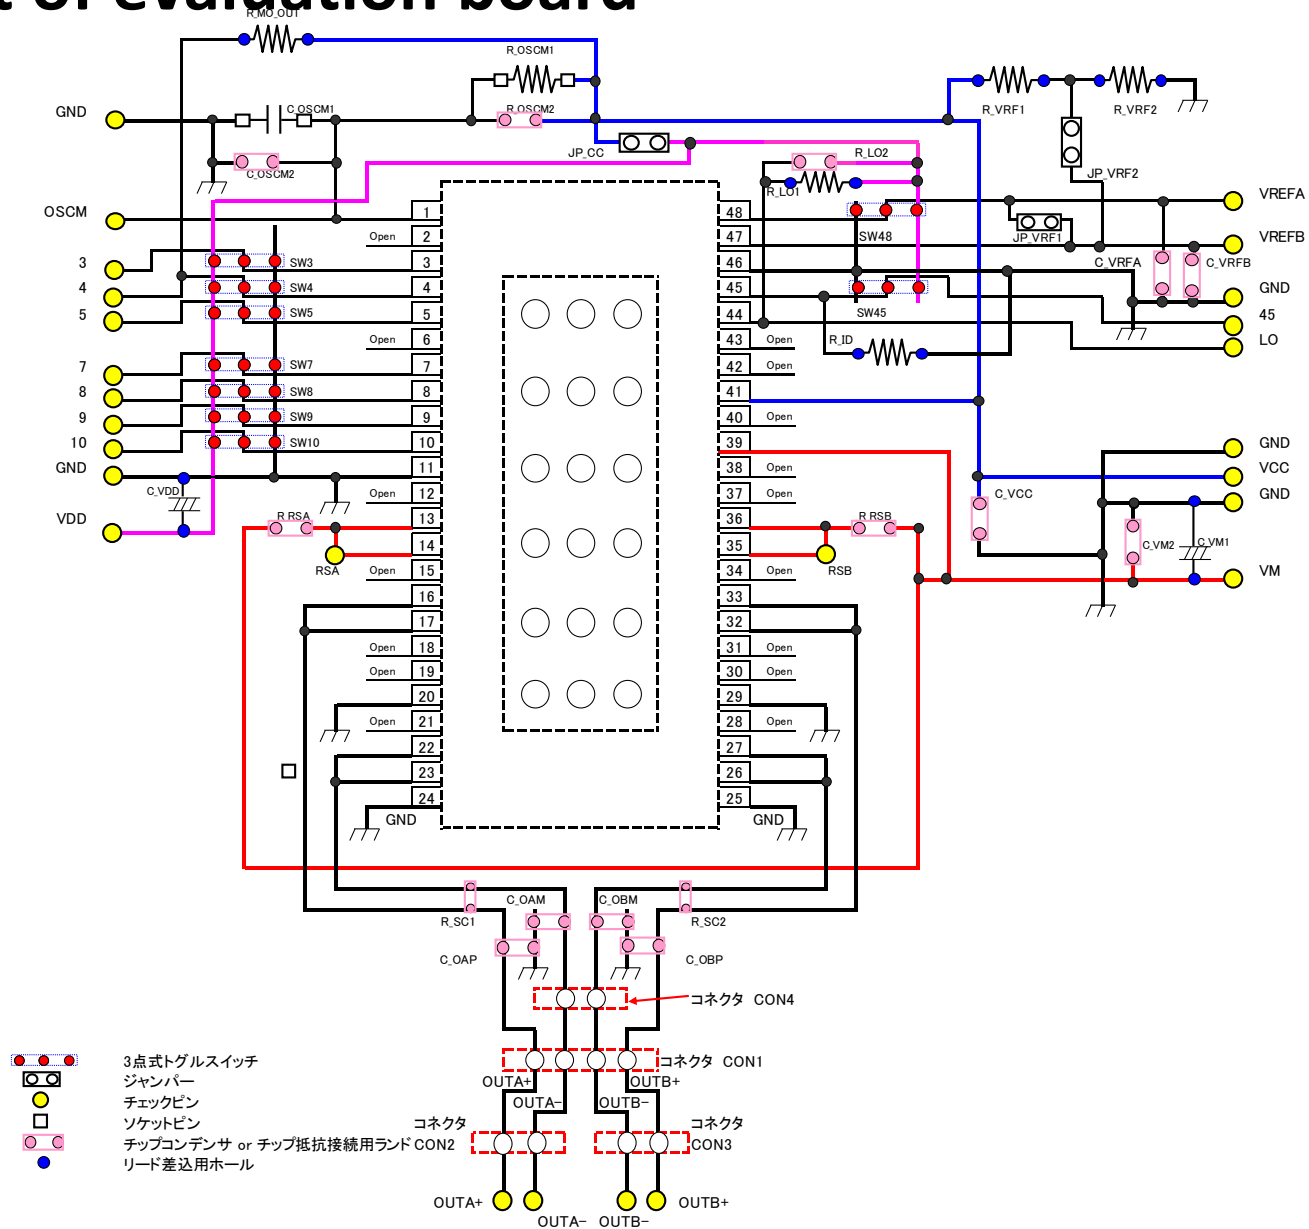 t of evaluation board
R_MO_OUT
R_OSCM1
C_OSCM1
R_OSCM2
GND
C_OSCM2
JP_CC
R_VRF1
R_VRF2
JP_VRF2
R_LO2
R_LO1
VREFA
OSCM
1
48
SW48
JP_VRF1
VREFB
Open
2
47
3
SW3
3
46
C_VRFA
C_VRFB
4
SW4
4
45
GND
5
SW5
5
44
SW45
45
Open
6
43
Open
R_ID
LO
7
SW7
7
42
Open
8
SW8
8
41
9
SW9
9
40
Open
10
SW10
10
39
GND
GND
11
38
Open
VCC
C_VDD
Open
12
37
Open
C_VCC
GND
VDD
R RSA
13
36
R RSB
14
35
C_VM2
C_VM1
RSA
RSB
Open
15
34
Open
VM
16
33
17
32
Open
18
31
Open
Open
19
30
Open
20
29
Open
21
28
Open
22
27
23
26
24
25
GND
GND
C_OAM
C_OBM
R_SC1
R_SC2
C_OAP
C_OBP
コネクタ CON4
コネクタ CON1
OUTA+
OUTB+
OUTA-
OUTB-
コネクタ
CON2
コネクタ
CON3
OUTA+
OUTB+
OUTA-
OUTB-
3点式トグルスイッチ
ジャンパー
チェックピン
ソケットピン
チップコンデンサ or チップ抵抗接続用ランド
リード差込用ホール